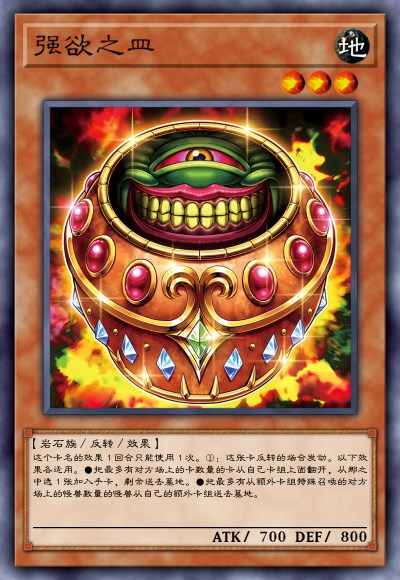 强欲之皿
地
【岩石族／反转／效果】
这个卡名的效果1回合只能使用1次。①：这张卡反转的场合发动。以下效
果各适用。●把最多有对方场上的卡数量的卡从自己卡组上面翻开，从那之
中选1张加入手卡，剩余送去墓地。●把最多有从额外卡组特殊召唤的对方
场上的怪兽数量的怪兽从自己的额外卡组送去墓地。
ATK/ 700 DEF/ 800